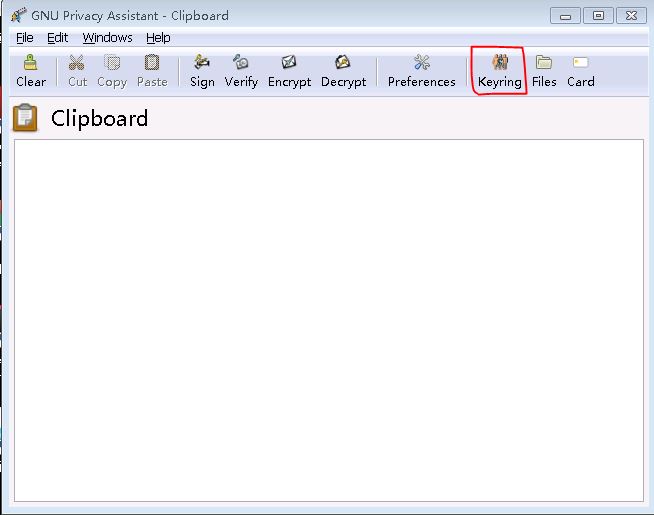 GNU Privacy Assistant - Clipboard
File Edit Windows Help
Clear Cut Copy Paste Sign Verify Encrypt Decrypt Preferences Keyring Files Card
Clipboard